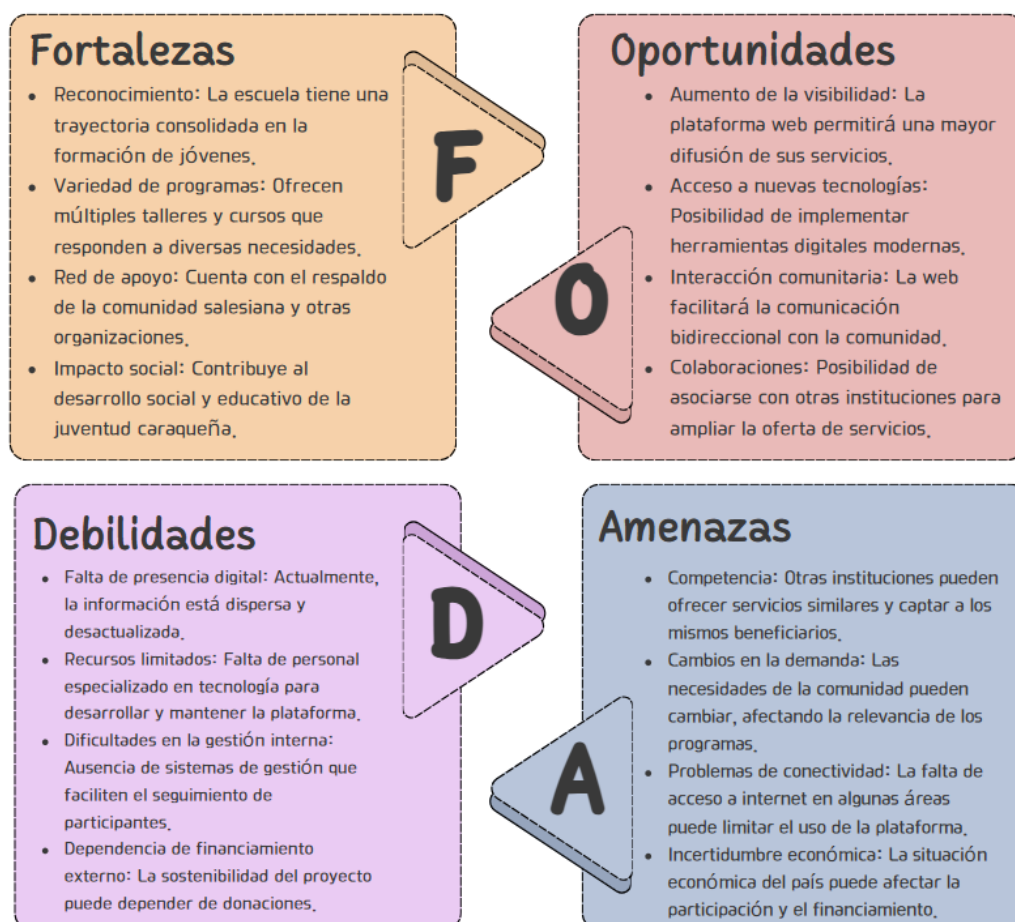 Fortalezas
• Reconocimiento: La escuela tiene una
trayectoria consolidada en la
formación de jóvenes.
• Variedad de programas: Ofrecen
múltiples talleres y cursos que
responden a diversas necesidades.
• Red de apoyo: Cuenta con el respaldo
de la comunidad salesiana y otras
organizaciones.
• Impacto social: Contribuye al
desarrollo social y educativo de la
juventud caraqueña.
F
Oportunidades
• Aumento de la visibilidad: La
plataforma web permitirá una mayor
difusión de sus servicios.
• Acceso a nuevas tecnologías:
Posibilidad de implementar
herramientas digitales modernas.
• Interacción comunitaria: La web
facilitará la comunicación
bidireccional con la comunidad.
• Colaboraciones: Posibilidad de
asociarse con otras instituciones para
ampliar la oferta de servicios.
O
Debilidades
• Falta de presencia digital: Actualmente,
la información está dispersa y
desactualizada.
• Recursos limitados: Falta de personal
especializado en tecnología para
desarrollar y mantener la plataforma.
• Dificultades en la gestión interna:
Ausencia de sistemas de gestión que
faciliten el seguimiento de
participantes.
• Dependencia de financiamiento
externo: La sostenibilidad del proyecto
puede depender de donaciones.
D
Amenazas
• Competencia: Otras instituciones pueden
ofrecer servicios similares y captar a los
mismos beneficiarios.
• Cambios en la demanda: Las
necesidades de la comunidad pueden
cambiar, afectando la relevancia de los
programas.
• Problemas de conectividad: La falta de
acceso a internet en algunas áreas
puede limitar el uso de la plataforma.
• Incertidumbre económica: La situación
económica del país puede afectar la
participación y el financiamiento.
A